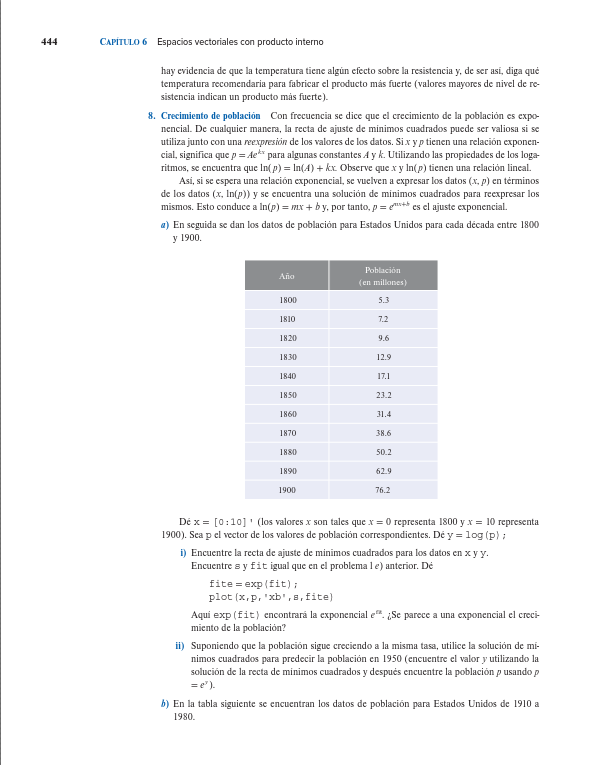 444 CAPÍTULO 6 Espacios vectoriales con producto interno
hay evidencia de que la temperatura tiene algún efecto sobre la resistencia y, de ser así, diga qué
temperatura recomendaría para fabricar el producto más fuerte (valores mayores de nivel de re-
sistencia indican un producto más fuerte).
8. Crecimiento de población Con frecuencia se dice que el crecimiento de la población es expo-
nencial. De cualquier manera, la recta de ajuste de mínimos cuadrados puede ser valiosa si se
utiliza junto con una reexpresión de los valores de los datos. Si x y p tienen una relación exponen-
cial, significa que p = Ae^{kx} para algunas constantes A y k. Utilizando las propiedades de los loga-
ritmos, se encuentra que ln(p) = ln(A) + kx. Observe que x y ln(p) tienen una relación lineal.
Así, si se espera una relación exponencial, se vuelven a expresar los datos (x, p) en términos
de los datos (x, ln(p)) y se encuentra una solución de mínimos cuadrados para reexpresar los
mismos. Esto conduce a ln(p) = mx + b y, por tanto, p = e^{mx+b} es el ajuste exponencial.
a) En seguida se dan los datos de población para Estados Unidos para cada década entre 1800
y 1900.
Año Población
(en millones)
1800 5.3
1810 7.2
1820 9.6
1830 12.9
1840 17.1
1850 23.2
1860 31.4
1870 38.6
1880 50.2
1890 62.9
1900 76.2
Dé x = [0:10]' (los valores x son tales que x = 0 representa 1800 y x = 10 representa
1900). Sea p el vector de los valores de población correspondientes. Dé y = log(p);
i) Encuentre la recta de ajuste de mínimos cuadrados para los datos en x y y.
Encuentre s y fit igual que en el problema 1 e) anterior. Dé
fite = exp(fit);
plot(x,p,'xb',s,fite)
Aquí exp(fit) encontrará la exponencial e^{fit}. ¿Se parece a una exponencial el creci-
miento de la población?
ii) Suponiendo que la población sigue creciendo a la misma tasa, utilice la solución de mí-
nimos cuadrados para predecir la población en 1950 (encuentre el valor y utilizando la
solución de la recta de mínimos cuadrados y después encuentre la población p usando p
= e^y).
b) En la tabla siguiente se encuentran los datos de población para Estados Unidos de 1910 a
1980.